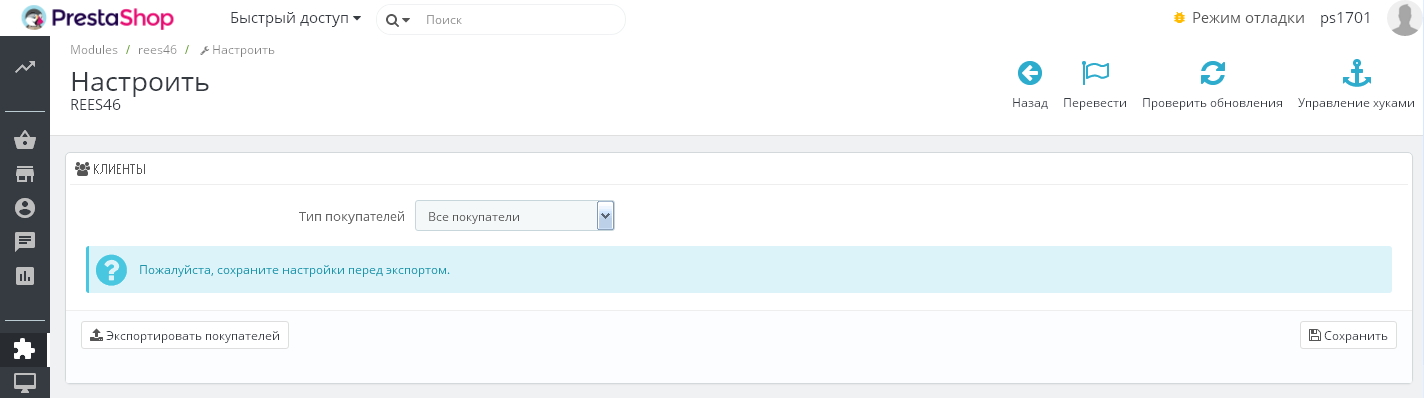 PrestaShop
Быстрый доступ
Поиск
Режим отладки
ps1701
Modules / rees46 / Настроить
Настроить
REES46
Назад
Перевести
Проверить обновления
Управление хуками
КЛИЕНТЫ
Тип покупателей
Все покупатели
Пожалуйста, сохраните настройки перед экспортом.
Экспортировать покупателей
Сохранить